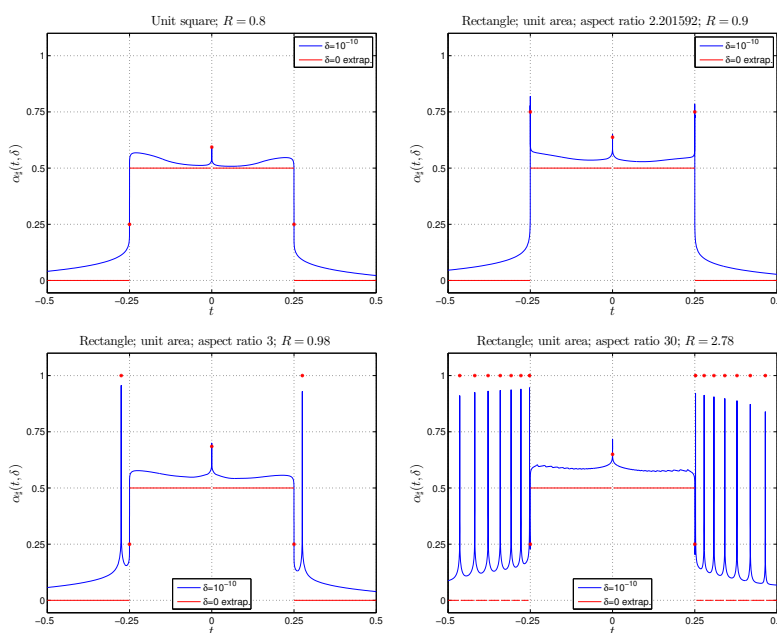 Unit square; R = 0.8
1
0.75
0.5
0.25
0
−0.5
−0.25
0
0.25
0.5
t
α♮(t, δ)
δ=10⁻¹⁰
δ=0 extrap.
Rectangle; unit area; aspect ratio 2.201592; R = 0.9
1
0.75
0.5
0.25
0
−0.5
−0.25
0
0.25
0.5
t
α♮(t, δ)
δ=10⁻¹⁰
δ=0 extrap.
Rectangle; unit area; aspect ratio 3; R = 0.98
1
0.75
0.5
0.25
0
−0.5
−0.25
0
0.25
0.5
t
α♮(t, δ)
δ=10⁻¹⁰
δ=0 extrap.
Rectangle; unit area; aspect ratio 30; R = 2.78
1
0.75
0.5
0.25
0
−0.5
−0.25
0
0.25
0.5
t
α♮(t, δ)
δ=10⁻¹⁰
δ=0 extrap.